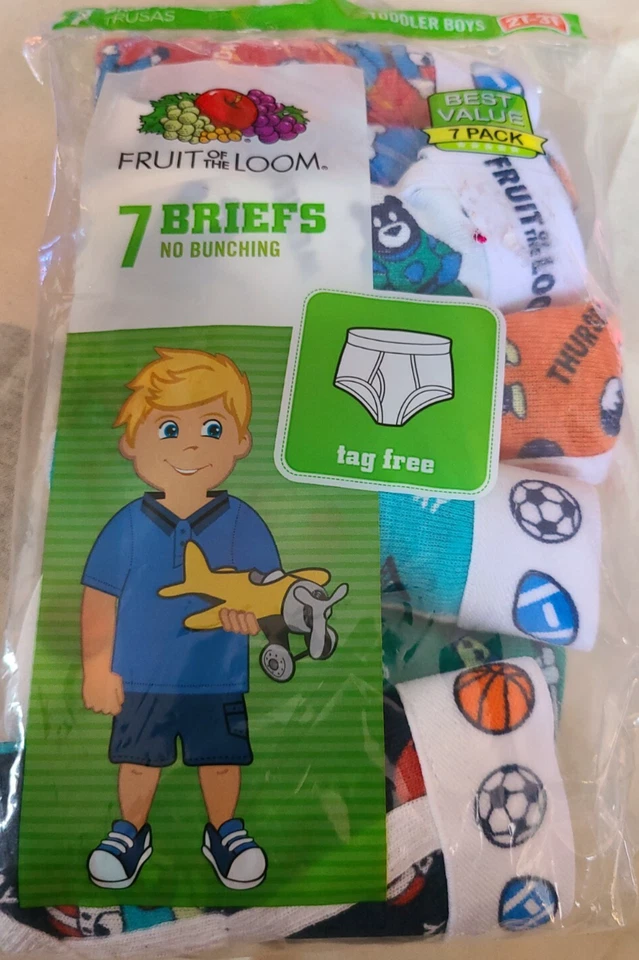 TRUSAS
TODDLER BOYS
2T-3T
FRUIT OF THE LOOM®
BEST
VALUE
7 PACK
7 BRIEFS
NO BUNCHING
FRUIT OF THE LOO
THURS
tag free